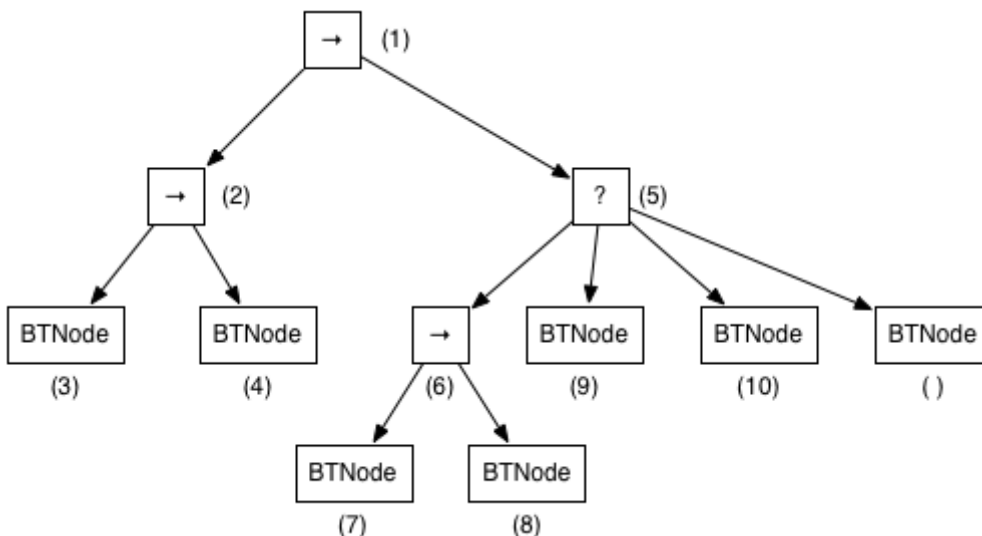 → (1)
→ (2) ? (5)
BTNode BTNode → BTNode BTNode BTNode
(3) (4) (6) (9) (10) ( )
BTNode BTNode
(7) (8)